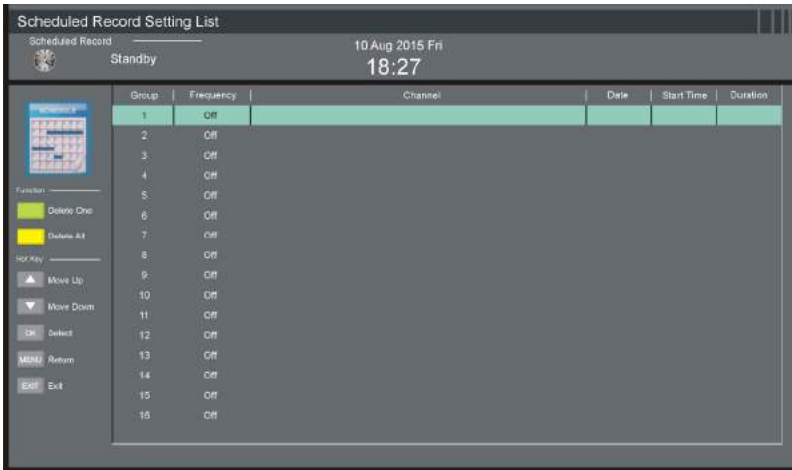 Scheduled Record Setting List
Scheduled Record
Standby
10 Aug 2015 Fri
18:27
SCHEDULE
Group Frequency Channel Date Start Time Duration
1 Off
2 Off
3 Off
4 Off
5 Off
6 Off
7 Off
8 Off
9 Off
10 Off
11 Off
12 Off
13 Off
14 Off
15 Off
16 Off
Function
Delete One
Delete All
Hot Key
Move Up
Move Down
OK Select
MENU Return
EXIT Exit